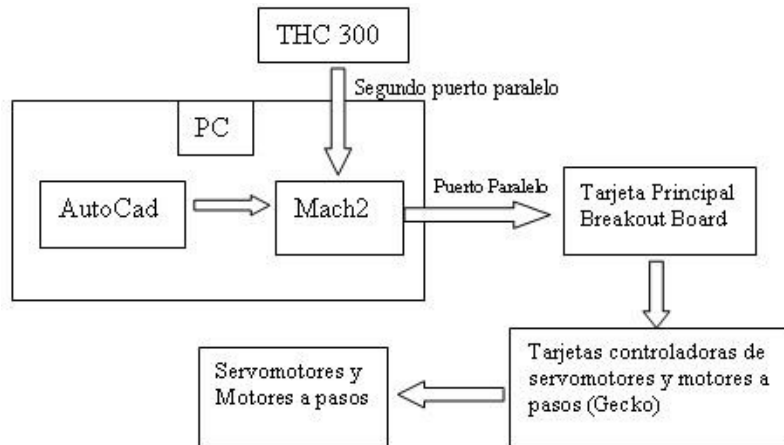 THC 300
Segundo puerto paralelo
PC
AutoCad
Mach2
Puerto Paralelo
Tarjeta Principal
Breakout Board
Tarjetas controladoras de
servomotores y motores a
pasos (Gecko)
Servomotores y
Motores a pasos